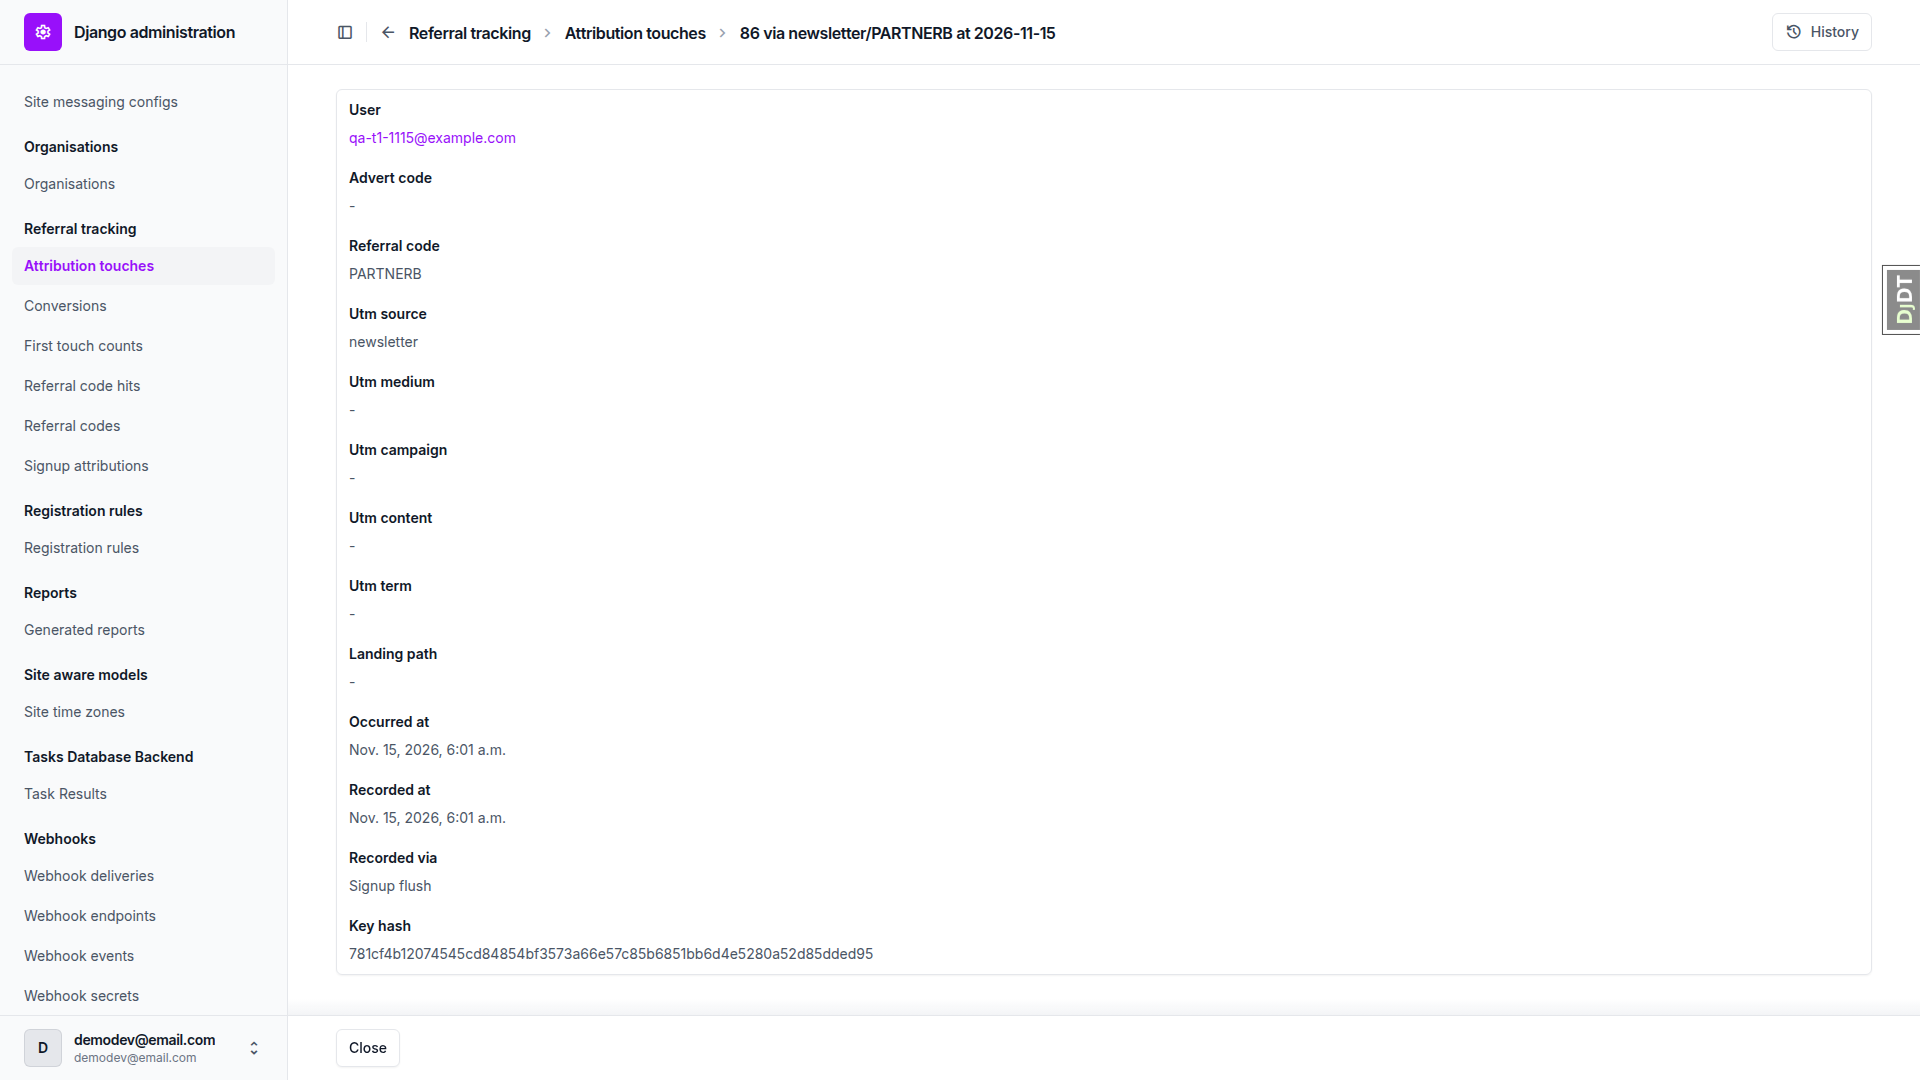 Django administration
Site messaging configs
Organisations
Organisations
Referral tracking
Attribution touches
Conversions
First touch counts
Referral code hits
Referral codes
Signup attributions
Registration rules
Registration rules
Reports
Generated reports
Site aware models
Site time zones
Tasks Database Backend
Task Results
Webhooks
Webhook deliveries
Webhook endpoints
Webhook events
Webhook secrets
D
demodev@email.com
demodev@email.com
Referral tracking › Attribution touches › 86 via newsletter/PARTNERB at 2026-11-15
History
User
qa-t1-1115@example.com
Advert code
-
Referral code
PARTNERB
Utm source
newsletter
Utm medium
-
Utm campaign
-
Utm content
-
Utm term
-
Landing path
-
Occurred at
Nov. 15, 2026, 6:01 a.m.
Recorded at
Nov. 15, 2026, 6:01 a.m.
Recorded via
Signup flush
Key hash
781cf4b12074545cd84854bf3573a66e57c85b6851bb6d4e5280a52d85dded95
Close
DjDT